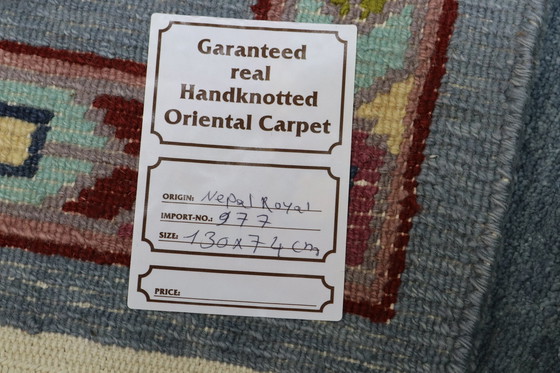 Garanteed
real
Handknotted
Oriental Carpet
ORIGIN: Nepal Royal
IMPORT-NO.: 977
SIZE: 130x74 cm
PRICE: